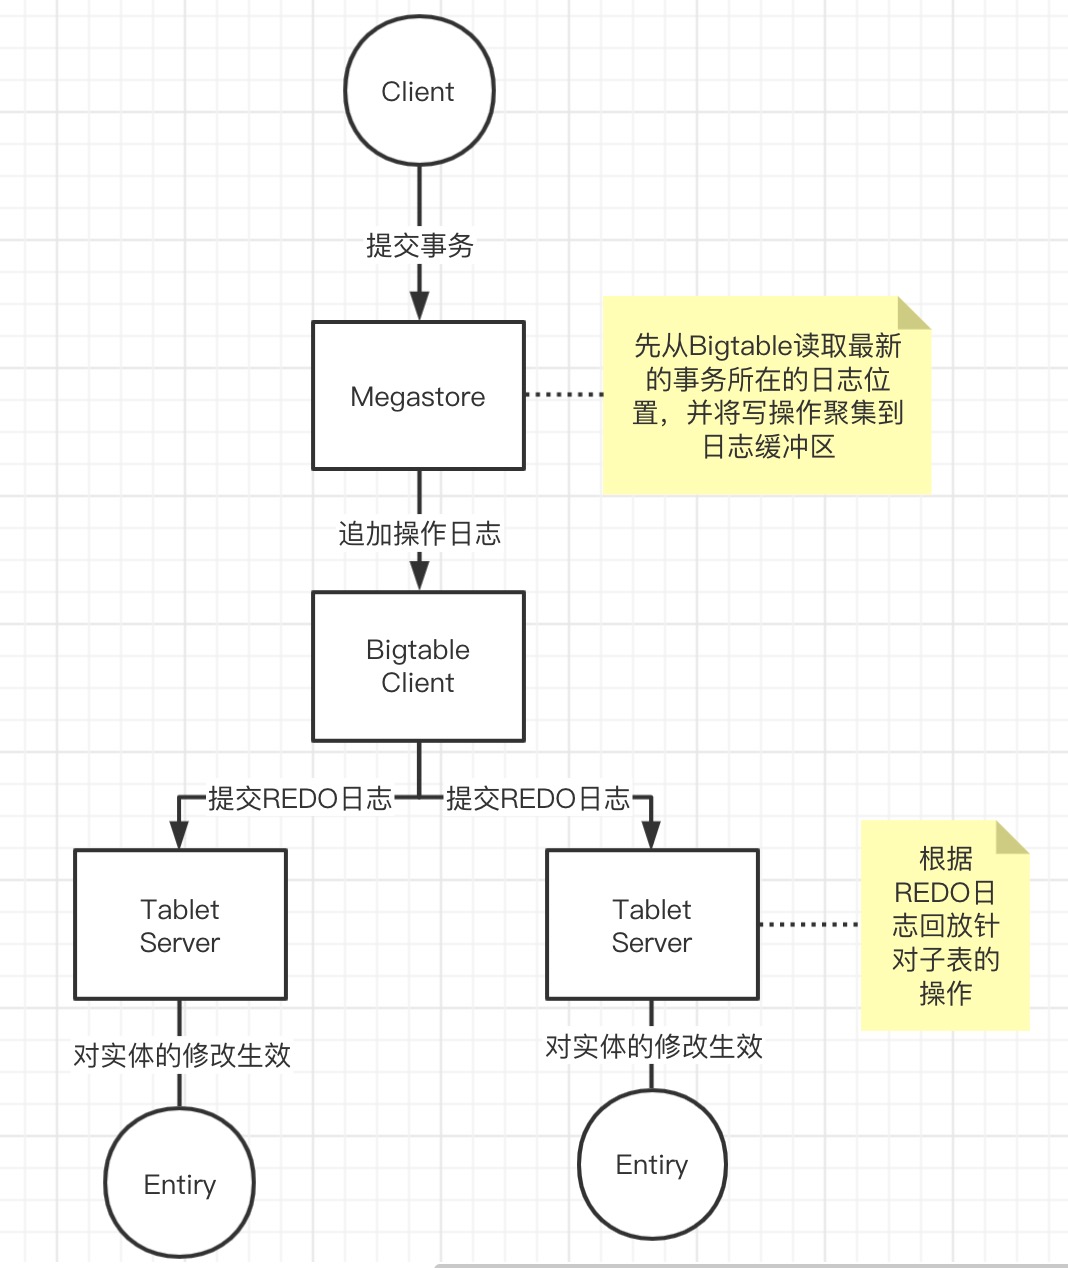 Client
提交事务
Megastore
先从Bigtable读取最新
的事务所在的日志位
置，并将写操作聚集到
日志缓冲区
追加操作日志
Bigtable
Client
提交REDO日志
提交REDO日志
Tablet
Server
Tablet
Server
根据
REDO日
志回放针
对子表的
操作
对实体的修改生效
对实体的修改生效
Entiry
Entiry